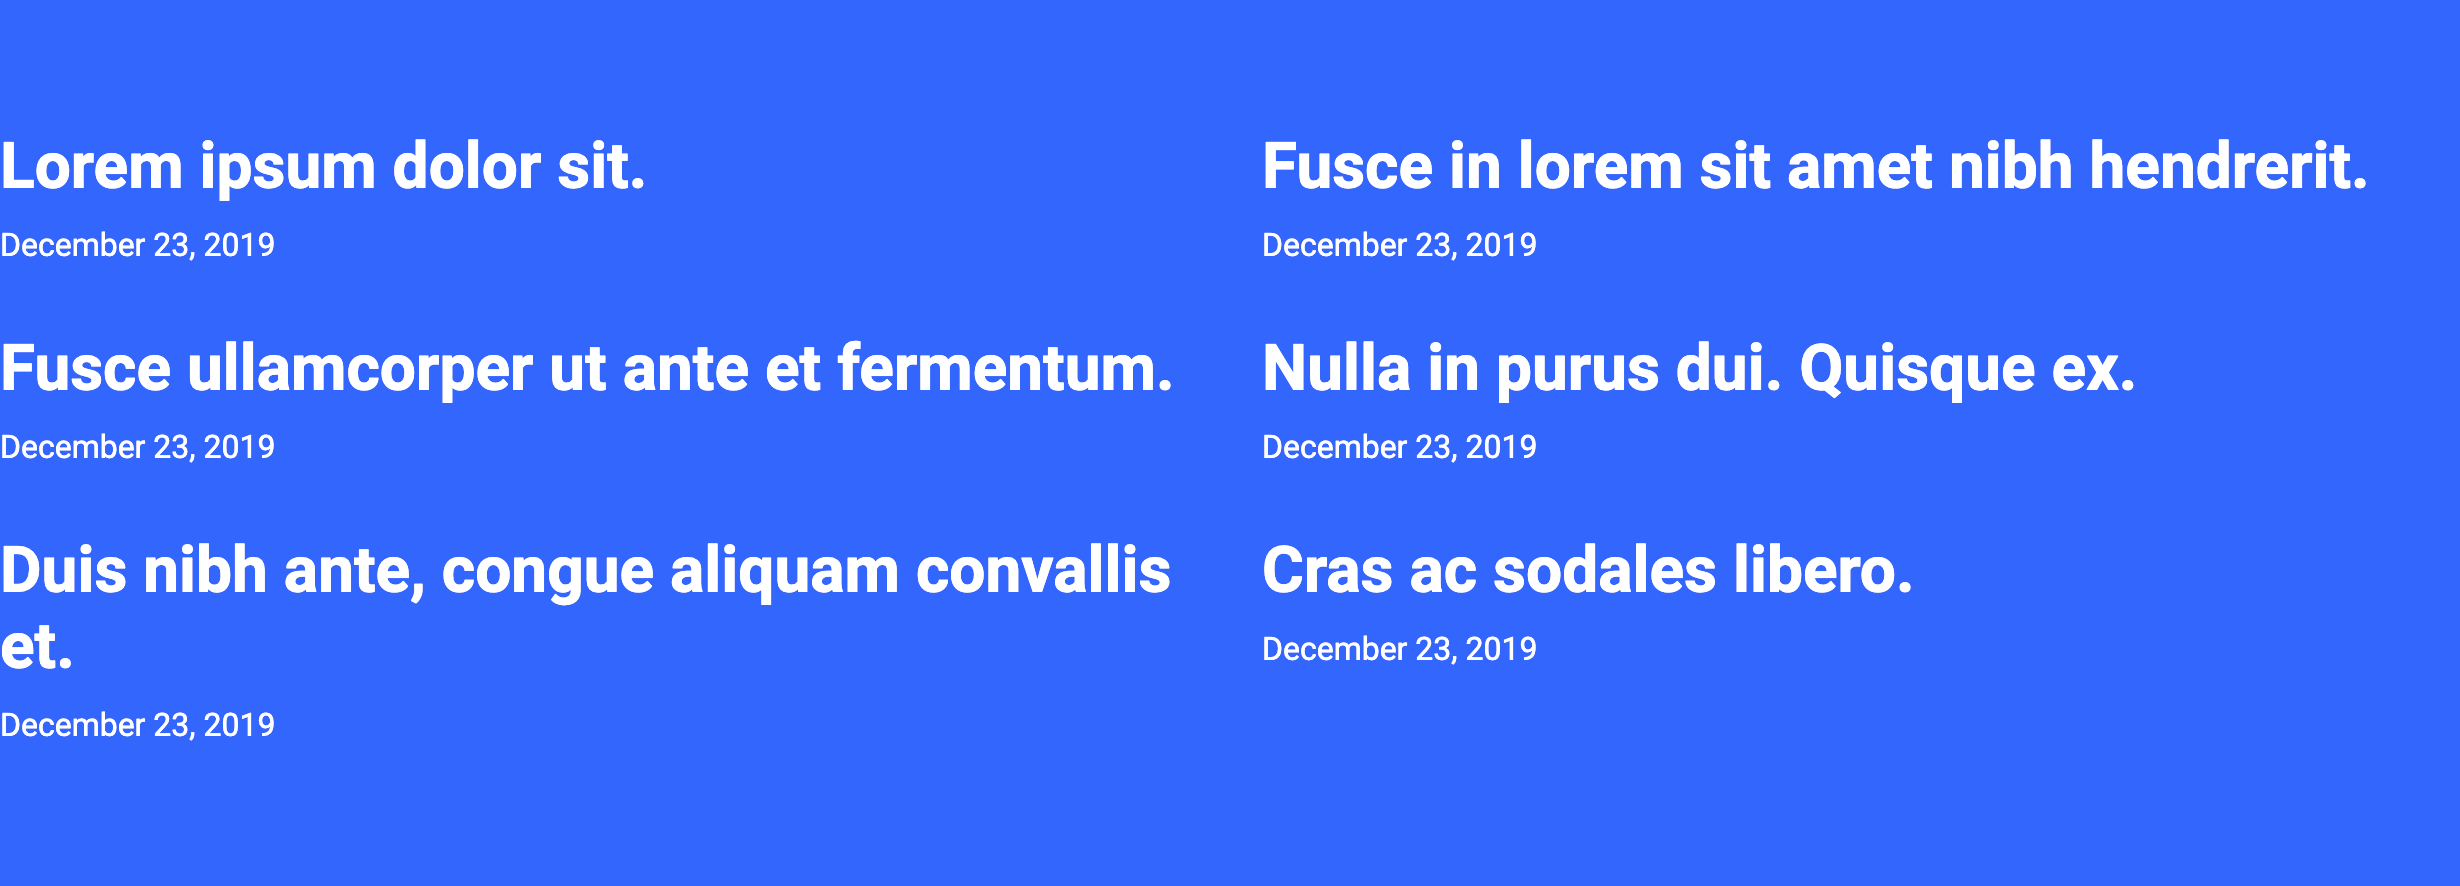 Lorem ipsum dolor sit.
December 23, 2019
Fusce in lorem sit amet nibh hendrerit.
December 23, 2019
Fusce ullamcorper ut ante et fermentum.
December 23, 2019
Nulla in purus dui. Quisque ex.
December 23, 2019
Duis nibh ante, congue aliquam convallis
et.
December 23, 2019
Cras ac sodales libero.
December 23, 2019